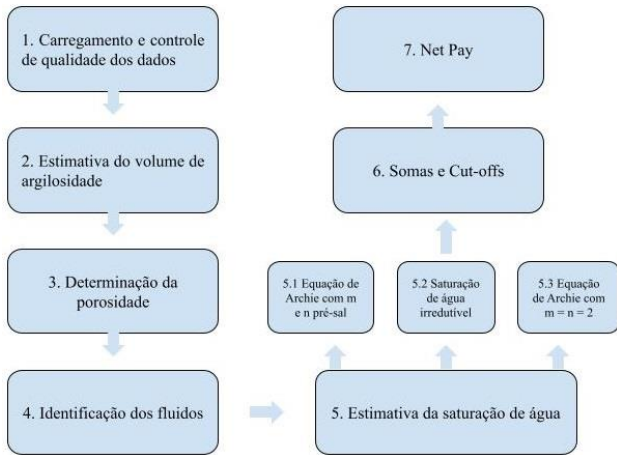 1. Carregamento e controle
de qualidade dos dados
2. Estimativa do volume de
argilosidade
3. Determinação da
porosidade
4. Identificação dos fluidos
5. Estimativa da saturação de água
5.1 Equação de
Archie com m
e n pré-sal
5.2 Saturação
de água
irredutível
5.3 Equação
de Archie com
m = n = 2
6. Somas e Cut-offs
7. Net Pay